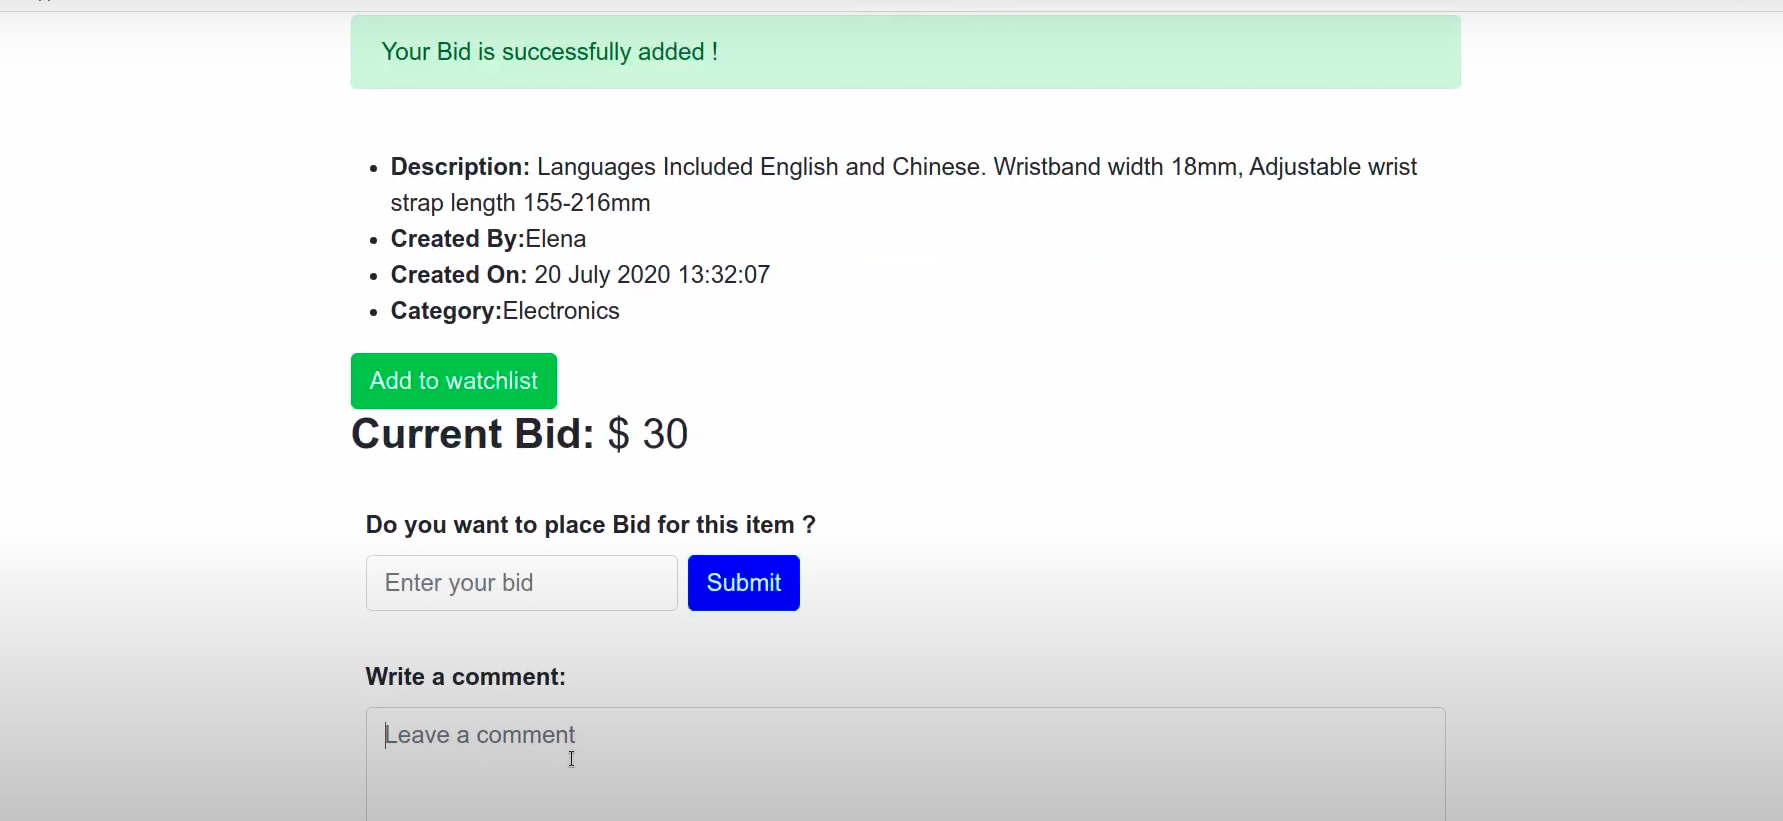 Your Bid is successfully added !
Description: Languages Included English and Chinese. Wristband width 18mm, Adjustable wrist
strap length 155-216mm
Created By:Elena
Created On: 20 July 2020 13:32:07
Category:Electronics
Add to watchlist
Current Bid: $ 30
Do you want to place Bid for this item ?
Enter your bid
Submit
Write a comment:
Leave a comment